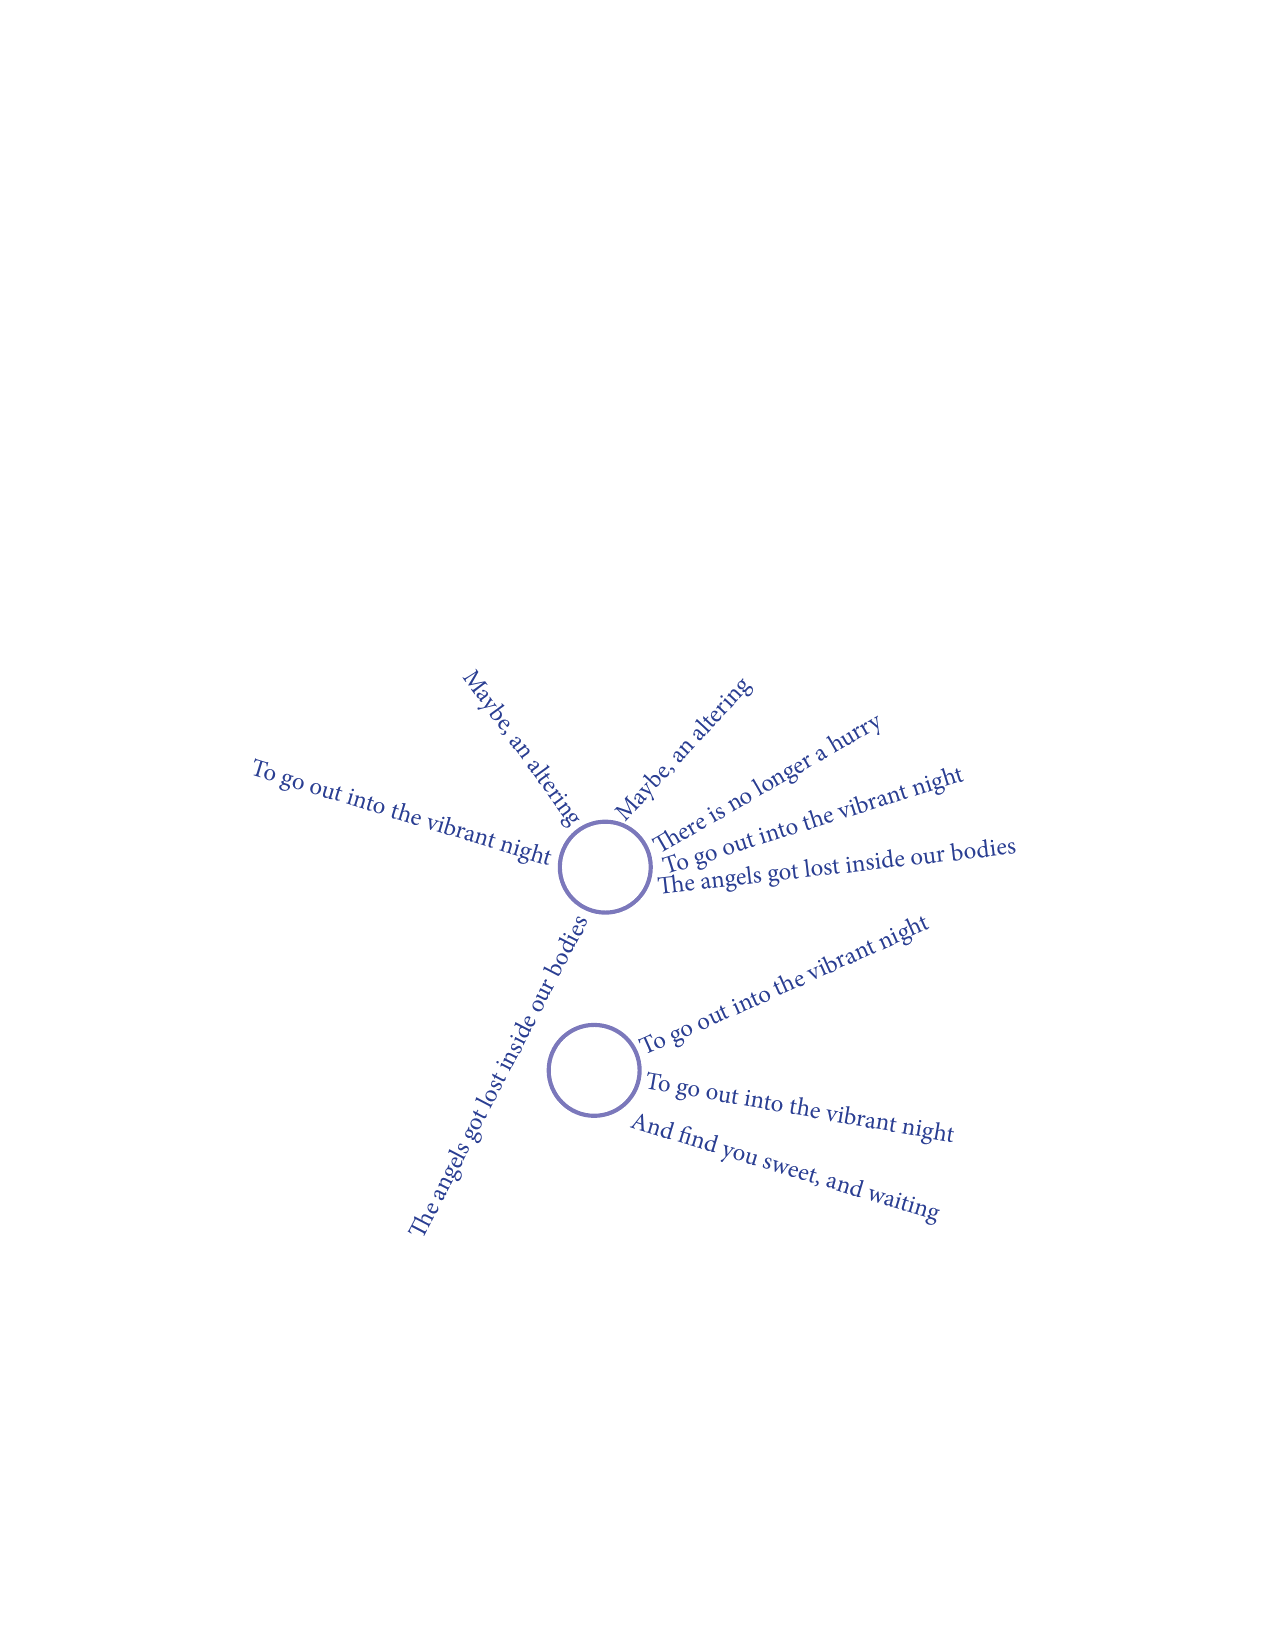 Maybe, an altering
Maybe, an altering
There is no longer a hurry
To go out into the vibrant night
To go out into the vibrant night
The angels got lost inside our bodies
The angels got lost inside our bodies
To go out into the vibrant night
To go out into the vibrant night
And find you sweet, and waiting